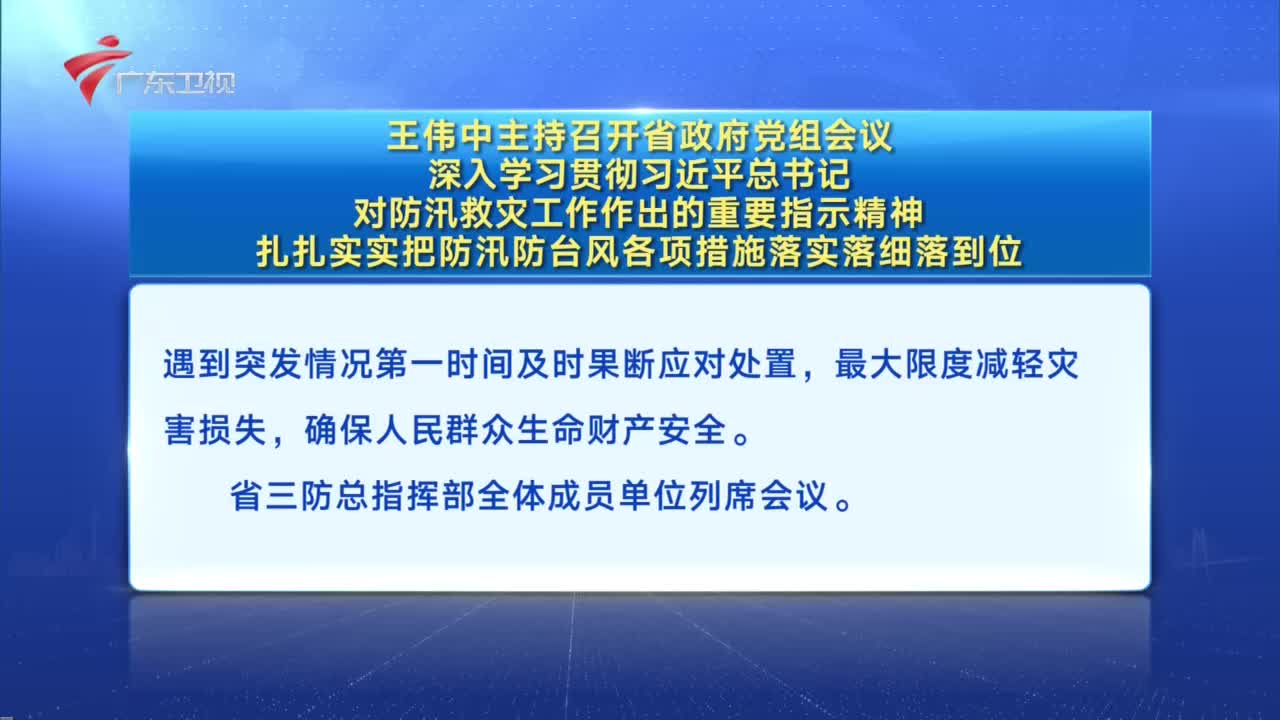 广东卫视
王伟中主持召开省政府党组会议
深入学习贯彻习近平总书记
对防汛救灾工作作出的重要指示精神
扎扎实实把防汛防台风各项措施落实落细落到位
遇到突发情况第一时间及时果断应对处置，最大限度减轻灾
害损失，确保人民群众生命财产安全。
省三防总指挥部全体成员单位列席会议。